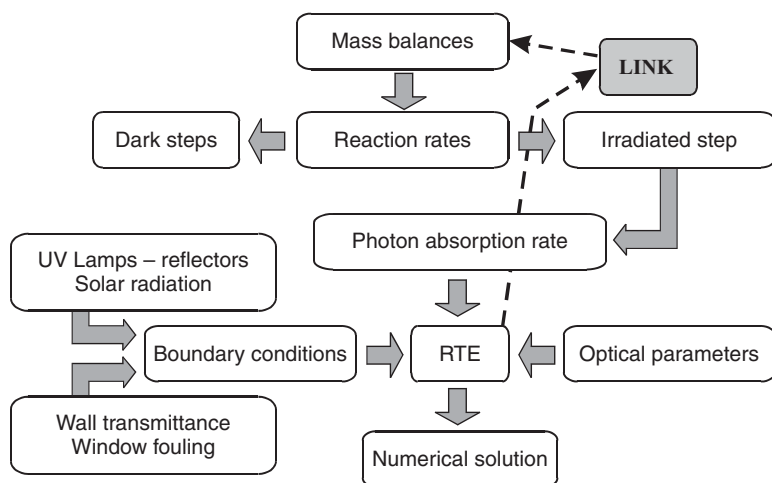 Mass balances
LINK
Dark steps
Reaction rates
Irradiated step
Photon absorption rate
UV Lamps – reflectors
Solar radiation
Boundary conditions
RTE
Optical parameters
Wall transmittance
Window fouling
Numerical solution